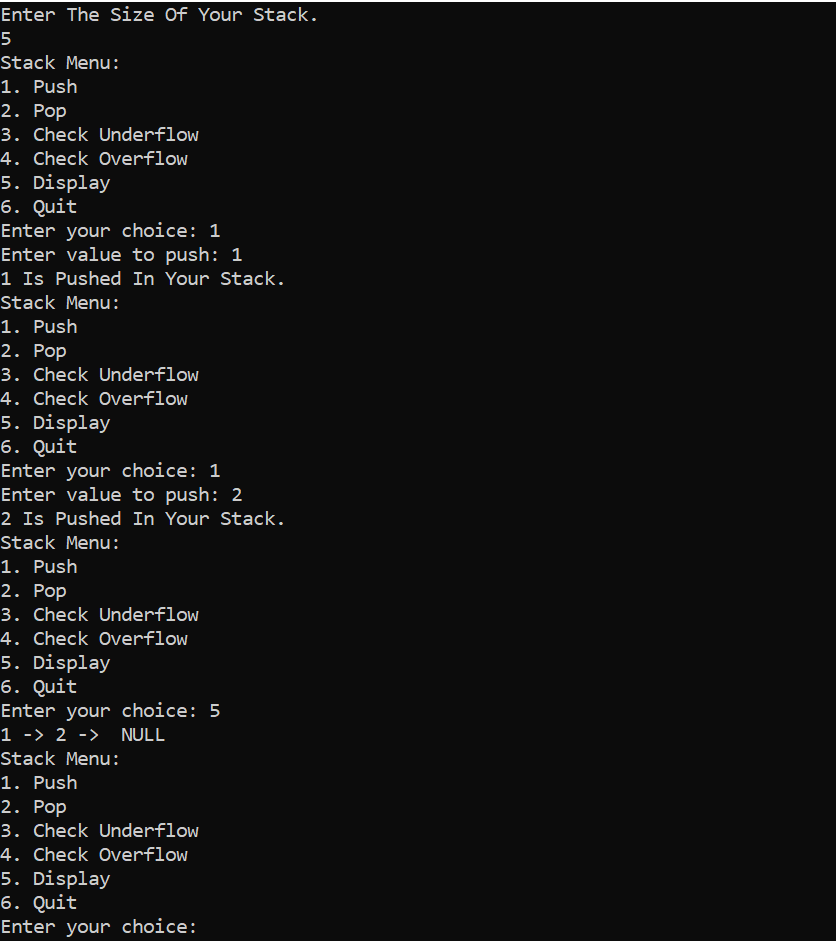 Enter The Size Of Your Stack.
5
Stack Menu:
1. Push
2. Pop
3. Check Underflow
4. Check Overflow
5. Display
6. Quit
Enter your choice: 1
Enter value to push: 1
1 Is Pushed In Your Stack.
Stack Menu:
1. Push
2. Pop
3. Check Underflow
4. Check Overflow
5. Display
6. Quit
Enter your choice: 1
Enter value to push: 2
2 Is Pushed In Your Stack.
Stack Menu:
1. Push
2. Pop
3. Check Underflow
4. Check Overflow
5. Display
6. Quit
Enter your choice: 5
1 -> 2 ->  NULL
Stack Menu:
1. Push
2. Pop
3. Check Underflow
4. Check Overflow
5. Display
6. Quit
Enter your choice: